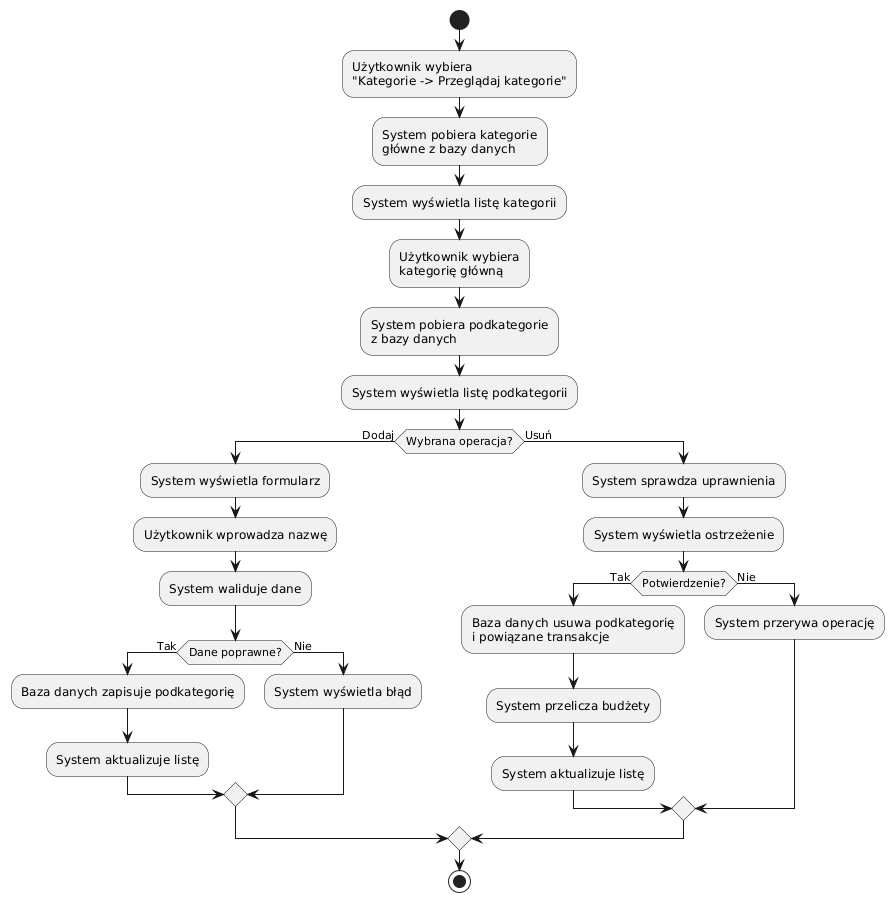 Użytkownik wybiera
"Kategorie -> Przeglądaj kategorie"
System pobiera kategorie
główne z bazy danych
System wyświetla listę kategorii
Użytkownik wybiera
kategorię główną
System pobiera podkategorie
z bazy danych
System wyświetla listę podkategorii
Wybrana operacja?
Dodaj
System wyświetla formularz
Użytkownik wprowadza nazwę
System waliduje dane
Dane poprawne?
Tak
Baza danych zapisuje podkategorię
System aktualizuje listę
Nie
System wyświetla błąd
Usuń
System sprawdza uprawnienia
System wyświetla ostrzeżenie
Potwierdzenie?
Tak
Baza danych usuwa podkategorię
i powiązane transakcje
System przelicza budżety
System aktualizuje listę
Nie
System przerywa operację